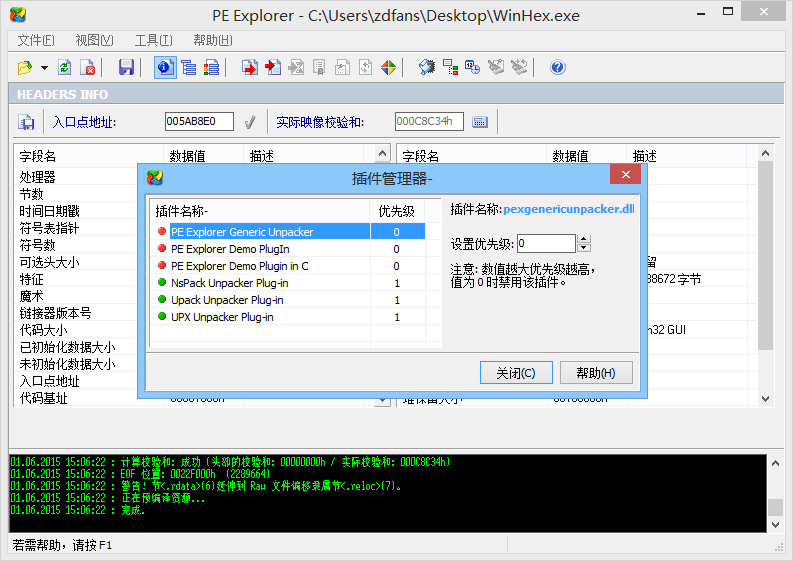 PE Explorer - C:\Users\zdfans\Desktop\WinHex.exe
文件(F) 视图(V) 工具(T) 帮助(H)
HEADERS INFO
入口点地址: 005AB8E0 实际映像校验和: 000C8C34h
字段名 数据值 描述 字段名 数据值 描述
处理器
节数
时间日期戳
符号表指针
符号数
可选头大小
特征
魔术
链接器版本号
代码大小
已初始化数据大小
未初始化数据大小
入口点地址
代码基址
留
88672 字节
n32 GUI
插件管理器-
插件名称- 优先级
PE Explorer Generic Unpacker 0
PE Explorer Demo PlugIn 0
PE Explorer Demo Plugin in C 0
NsPack Unpacker Plug-in 1
Upack Unpacker Plug-in 1
UPX Unpacker Plug-in 1
插件名称:pexgenericunpacker.dl
设置优先级: 0
注意: 数值越大优先级越高，
值为 0 时禁用该插件。
关闭(C) 帮助(H)
01.06.2015 15:06:22 : 计算校验和: 成功 (头部的校验和: 00000000h / 实际校验和: 000C8C34h)
01.06.2015 15:06:22 : EOF 位置: 0022F000h (2289664)
01.06.2015 15:06:22 : 警告! 节<.rdata>(6)延伸到 Raw 文件偏移隶属节<.reloc>(7)。
01.06.2015 15:06:22 : 正在预编译资源...
01.06.2015 15:06:22 : 完成.
若需帮助，请按 F1